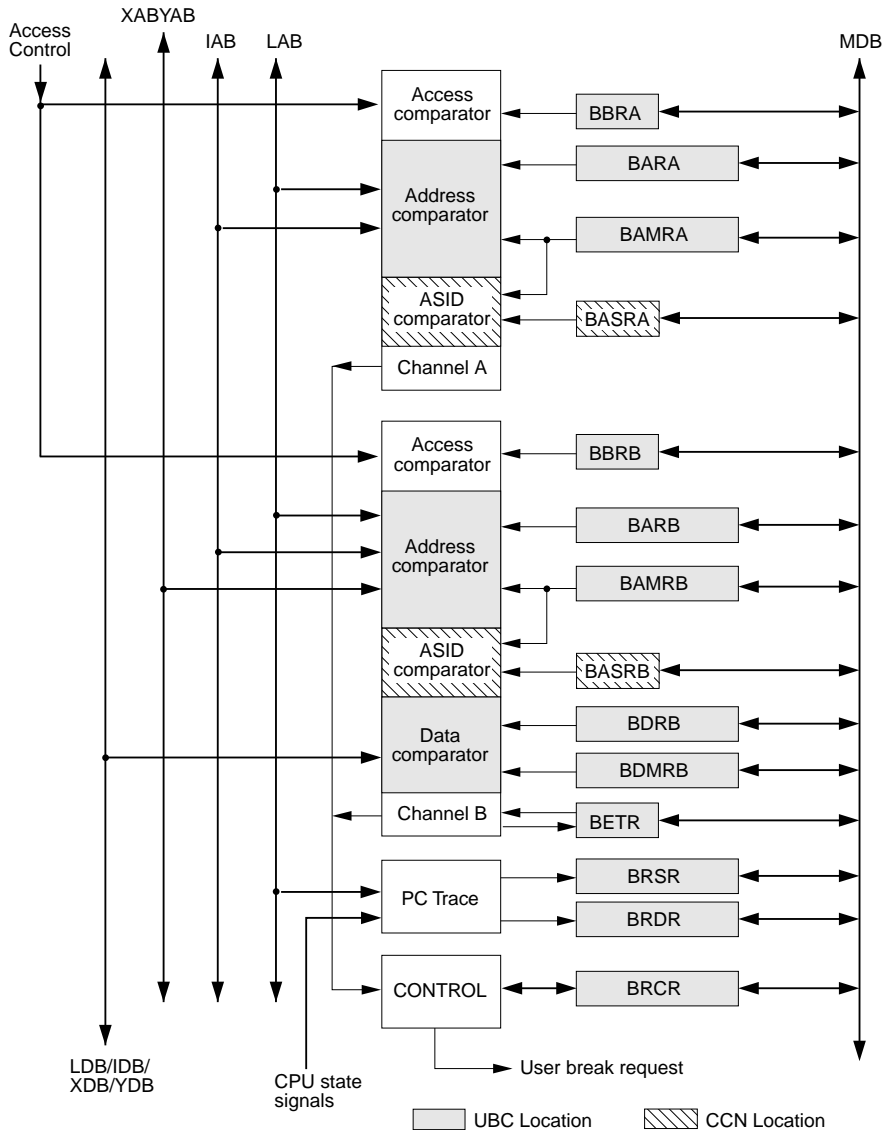 XABYAB
Access
Control
IAB
LAB
MDB
Access
comparator
BBRA
BARA
Address
comparator
BAMRA
ASID
comparator
BASRA
Channel A
Access
comparator
BBRB
BARB
Address
comparator
BAMRB
ASID
comparator
BASRB
BDRB
Data
comparator
BDMRB
Channel B
BETR
BRSR
PC Trace
BRDR
CONTROL
BRCR
LDB/IDB/
XDB/YDB
CPU state
signals
User break request
UBC Location
CCN Location